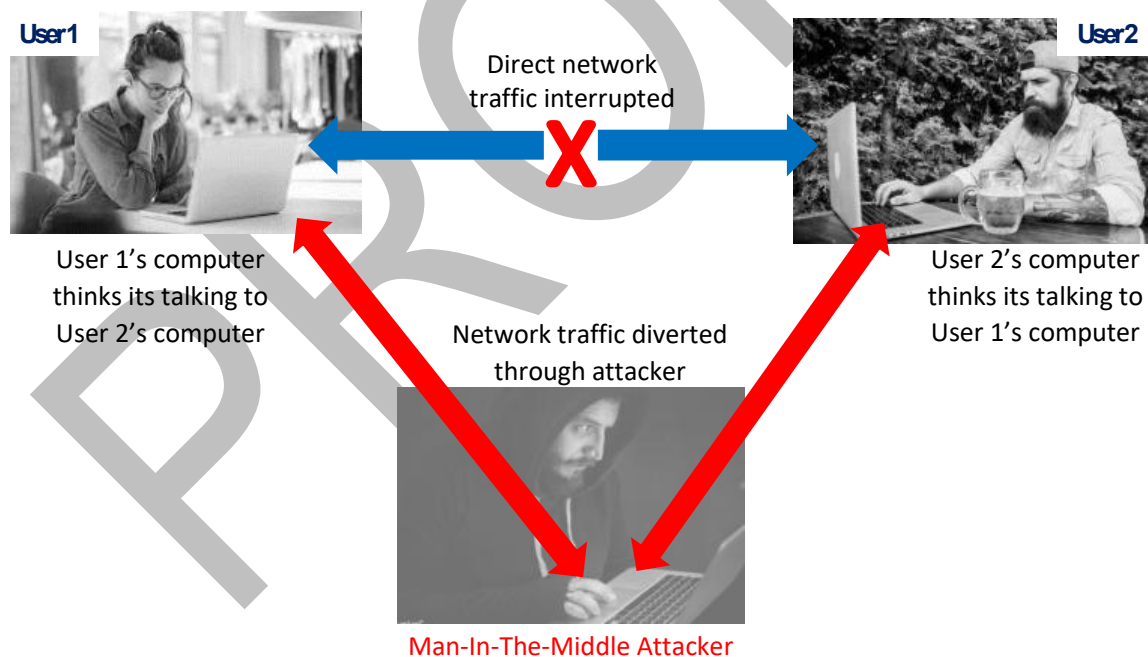 User1
User2
Direct network
traffic interrupted
X
User 1’s computer
thinks its talking to
User 2’s computer
User 2’s computer
thinks its talking to
User 1’s computer
Network traffic diverted
through attacker
Man-In-The-Middle Attacker
PRO